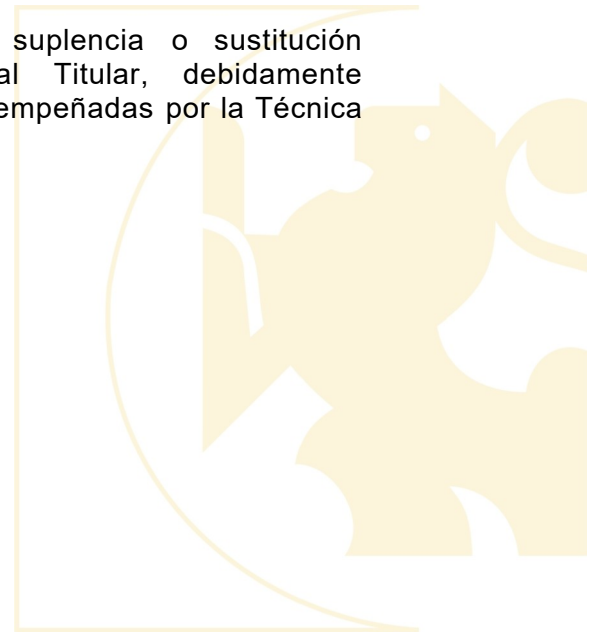 suplencia o sustitución
al Titular, debidamente
empeñadas por la Técnica